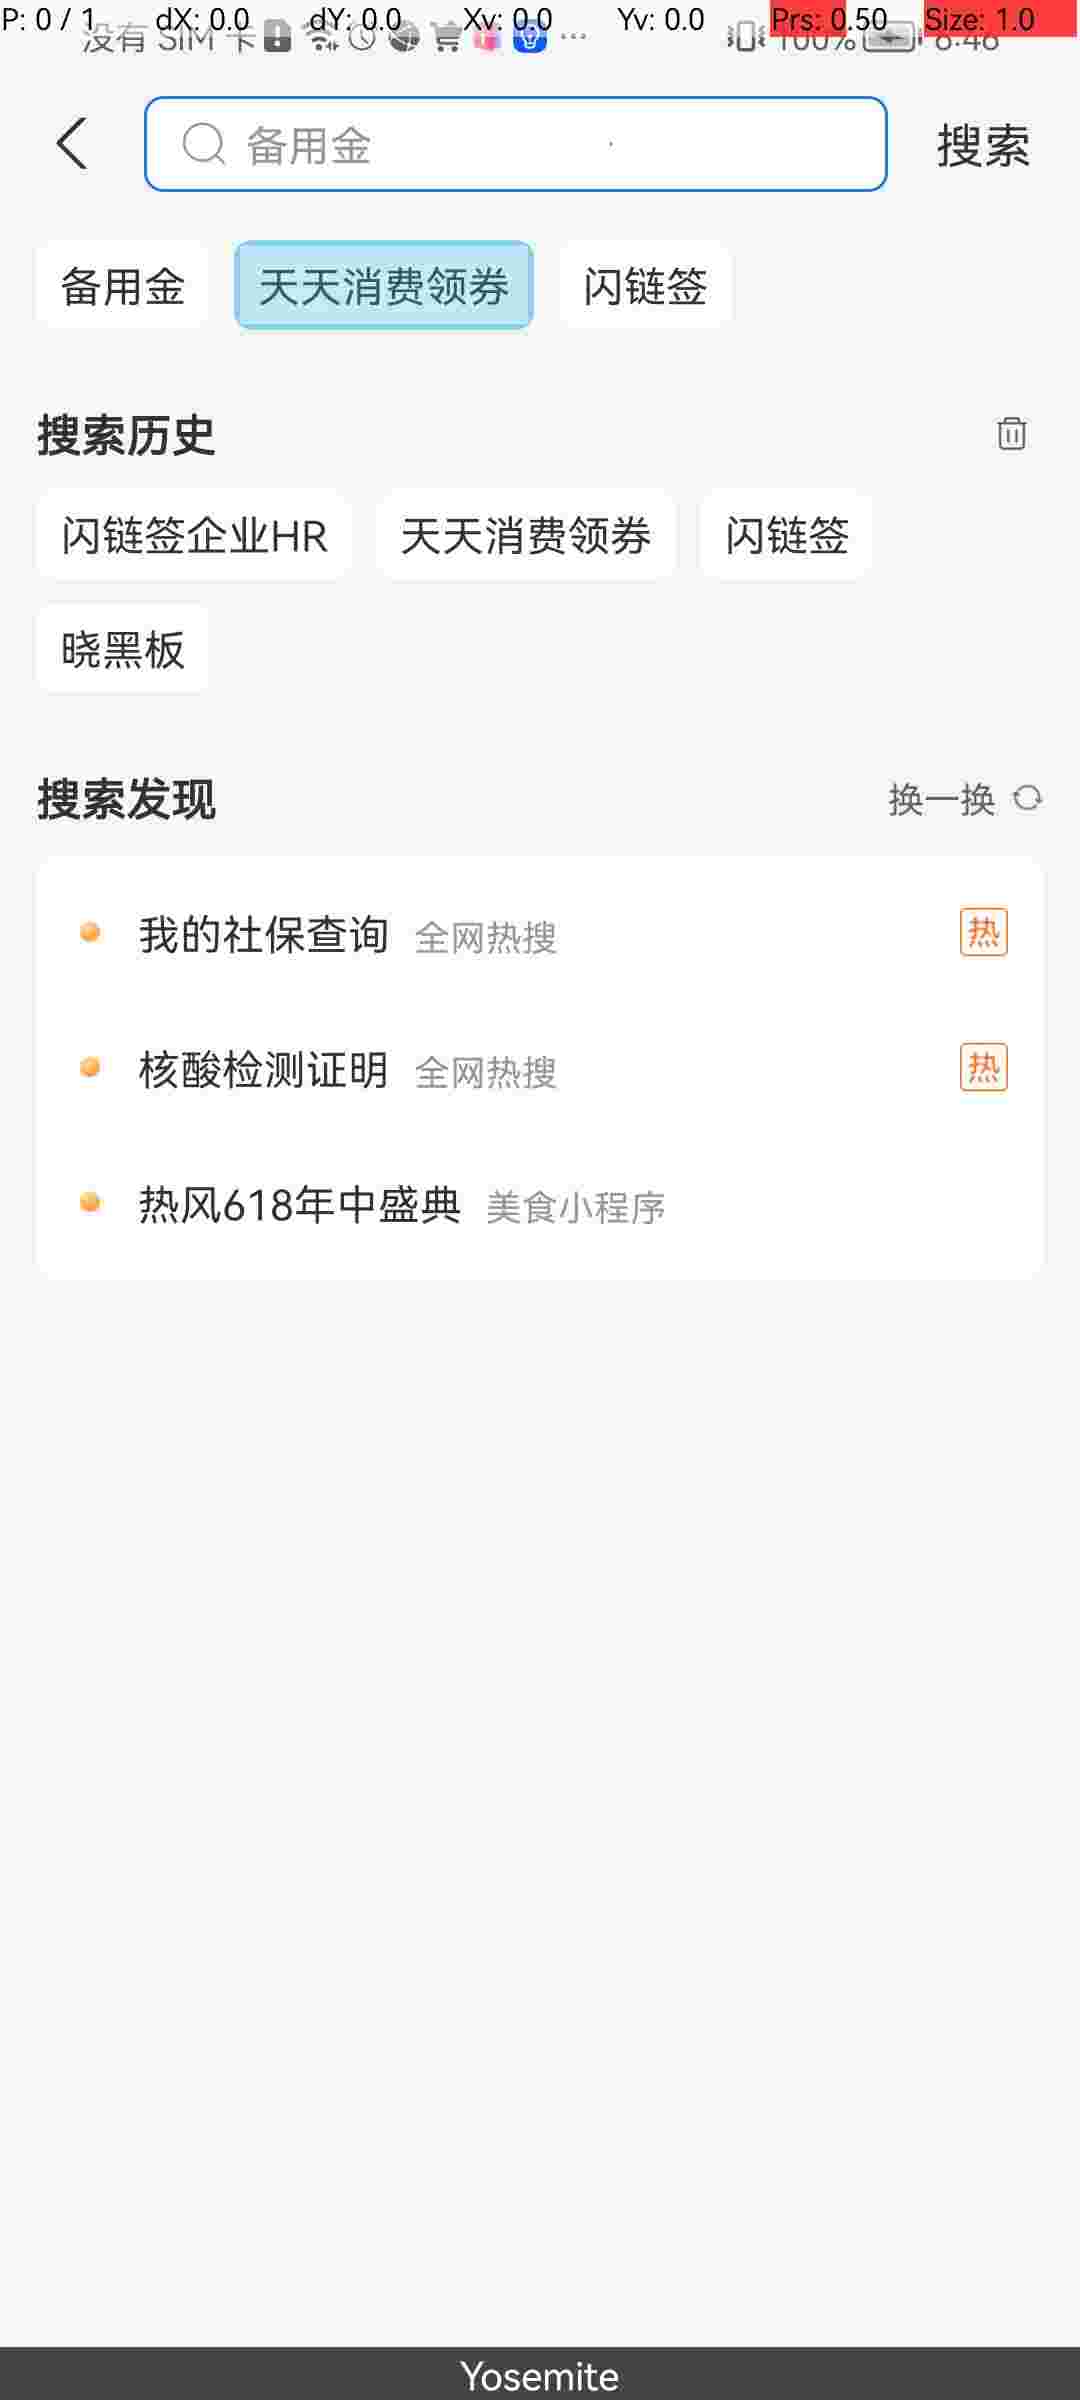 P: 0 / 1 dX: 0.0 dY: 0.0 Xv: 0.0 Yv: 0.0 Prs: 0.50 Size: 1.0
没有 SIM 卡 100% 6:46
备用金 搜索
备用金 天天消费领券 闪链签
搜索历史
闪链签企业HR 天天消费领券 闪链签
晓黑板
搜索发现 换一换
我的社保查询 全网热搜 热
核酸检测证明 全网热搜 热
热风618年中盛典 美食小程序
Yosemite